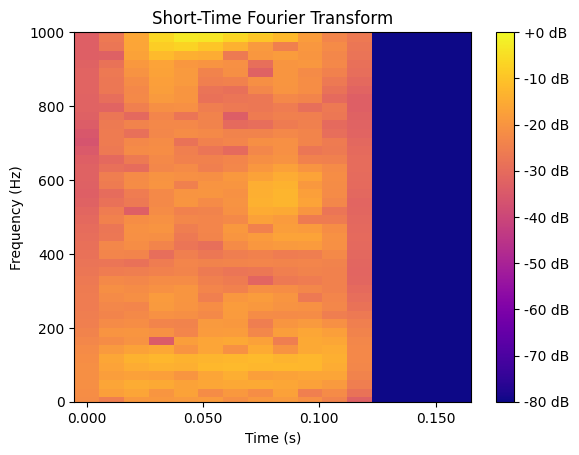 Short-Time Fourier Transform
1000
800
600
400
200
0
Frequency (Hz)
0.000
0.050
0.100
0.150
Time (s)
+0 dB
-10 dB
-20 dB
-30 dB
-40 dB
-50 dB
-60 dB
-70 dB
-80 dB